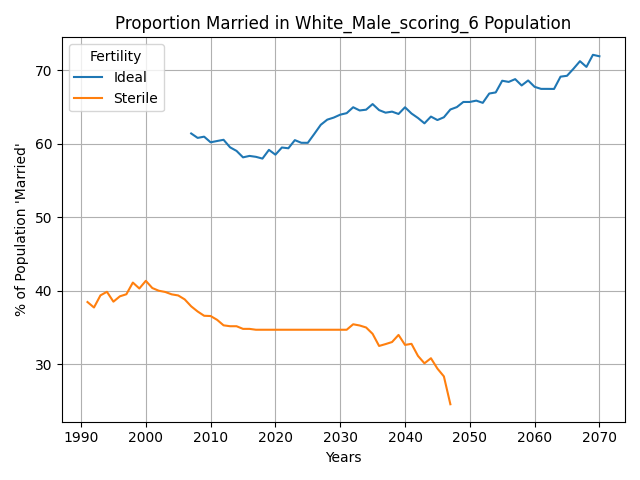 Proportion Married in White_Male_scoring_6 Population
Fertility
Ideal
Sterile
% of Population 'Married'
70
60
50
40
30
1990 2000 2010 2020 2030 2040 2050 2060 2070
Years